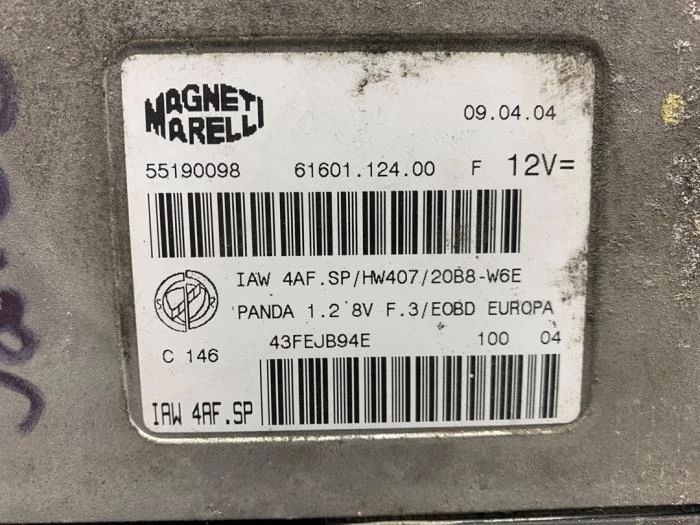 MAGNETI
MARELLI
09.04.04
55190098 61601.124.00 F 12V=
IAW 4AF.SP/HW407/20B8-W6E
PANDA 1.2 8V F.3/EOBD EUROPA
S R
43FEJB94E 100 04
C 146
IAW 4AF.SP